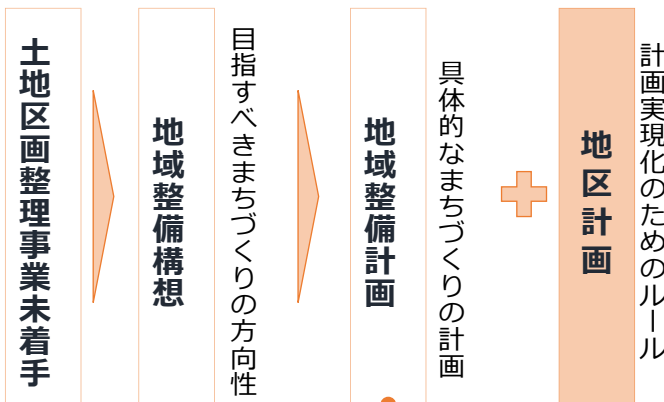 土地区画整理事業未着手
地域整備構想
目指すべきまちづくりの方向性
地域整備計画
具体的なまちづくりの計画
地区計画
計画実現化のためのルール